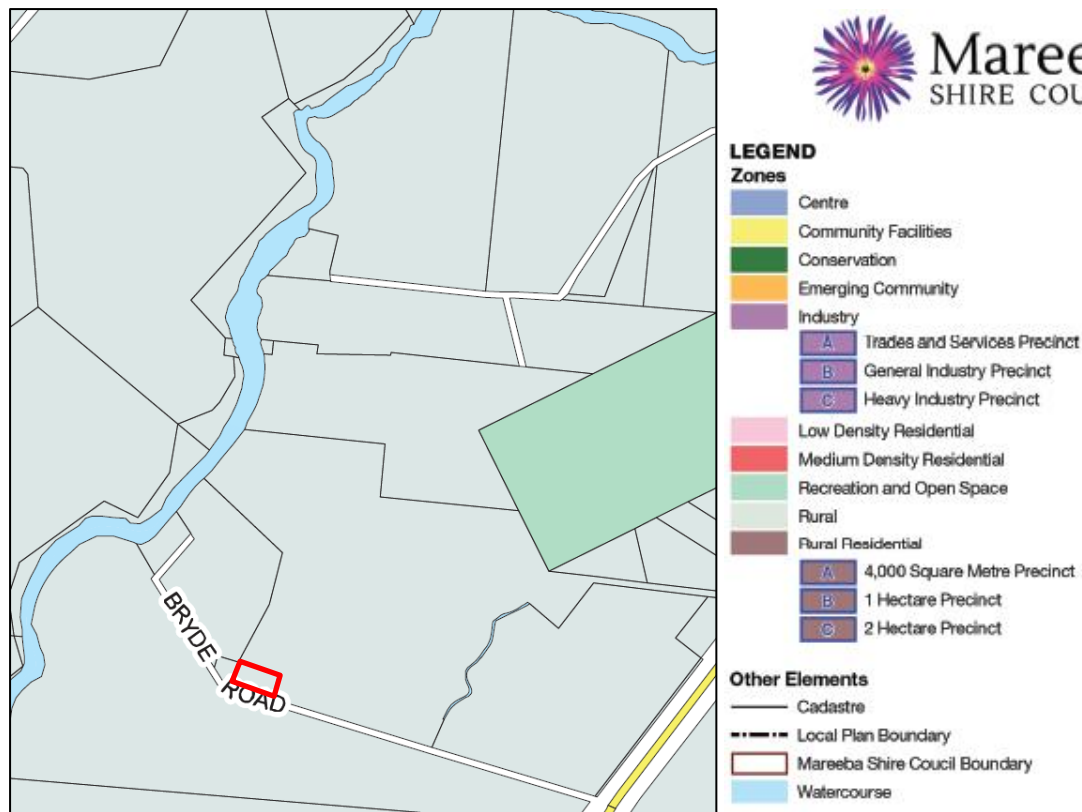 BRYDE
ROAD
SHIRE
LEGEND
Zones
Centre
Community Facilities
Conservation
Emerging Community
Industry
A Trades and Services Precinct
B General Industry Precinct
C Heavy Industry Precinct
Low Density Residential
Medium Density Residential
Recreation and Open Space
Rural
Rural Residential
A 4,000 Square Metre Precinct
B 1 Hectare Precinct
C 2 Hectare Precinct
Other Elements
Cadastre
Local Plan Boundary
Mareeba Shire Coucil Boundary
Watercourse